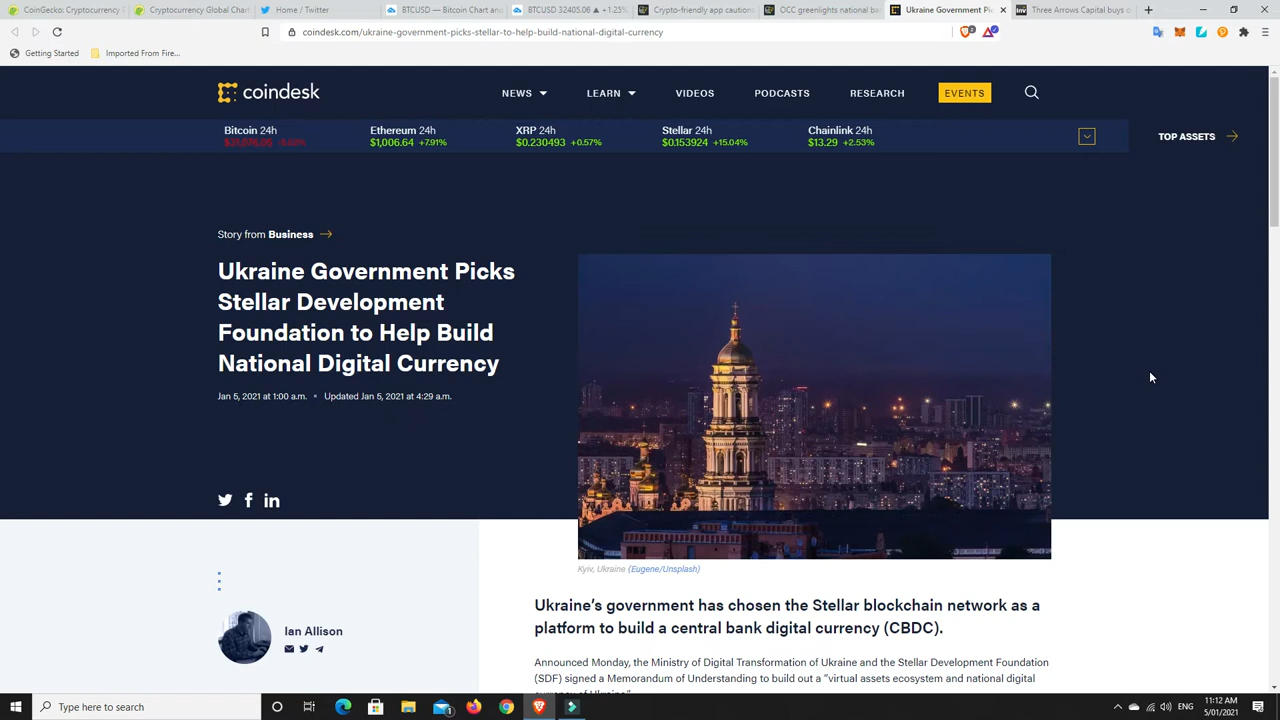 CoinGecko: Cryptocurrency
Cryptocurrency Global Chart
Home / Twitter
BTCUSD — Bitcoin Chart and
BTCUSD 32405.06 ▲ +1.25%
Crypto-friendly app cautions
OCC greenlights national ban
Ukraine Government Pi
Three Arrows Capital buys
coindesk.com/ukraine-government-picks-stellar-to-help-build-national-digital-currency
Getting Started
Imported From Fire...
coindesk
NEWS
LEARN
VIDEOS
PODCASTS
RESEARCH
EVENTS
Bitcoin 24h
Ethereum 24h
XRP 24h
Stellar 24h
Chainlink 24h
$1,006.64 +7.91%
$0.230493 +0.57%
$0.153924 +15.04%
$13.29 +2.53%
TOP ASSETS
Story from Business
Ukraine Government Picks
Stellar Development
Foundation to Help Build
National Digital Currency
Jan 5, 2021 at 1:00 a.m. • Updated Jan 5, 2021 at 4:29 a.m.
Kyiv, Ukraine (Eugene/Unsplash)
Ukraine's government has chosen the Stellar blockchain network as a
platform to build a central bank digital currency (CBDC).
Ian Allison
Announced Monday, the Ministry of Digital Transformation of Ukraine and the Stellar Development Foundation
(SDF) signed a Memorandum of Understanding to build out a "virtual assets ecosystem and national digital
currency of Ukraine"
Type here to search
ENG
11:12 AM
5/01/2021